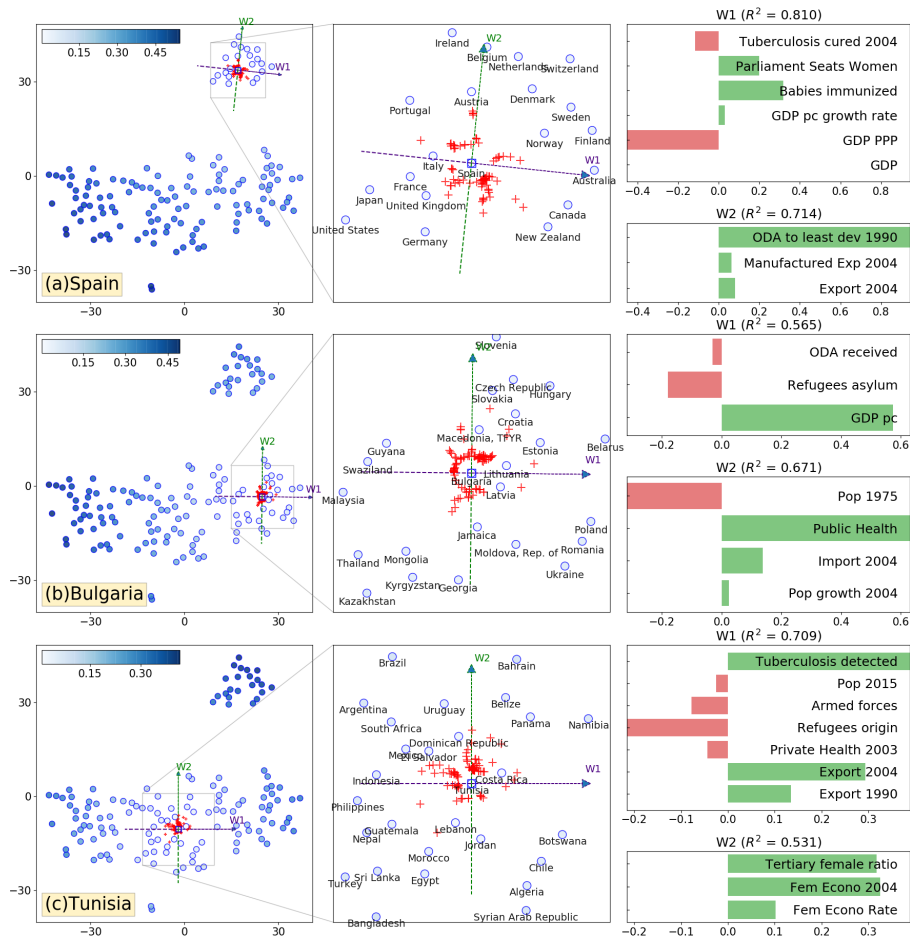 0.15 0.30 0.45
W2
W1
30
0
−30
−30 0 30
(a)Spain
W2
Ireland
Belgium
Netherlands
Switzerland
Austria
Denmark
Portugal
Sweden
Norway
Finland
W1
Italy
Spain
Australia
France
Japan
United Kingdom
Canada
United States
Germany
New Zealand
W1 (R² = 0.810)
Tuberculosis cured 2004
Parliament Seats Women
Babies immunized
GDP pc growth rate
GDP PPP
GDP
−0.4 −0.2 0.0 0.2 0.4 0.6 0.8
W2 (R² = 0.714)
ODA to least dev 1990
Manufactured Exp 2004
Export 2004
0.0 0.2 0.4 0.6 0.8
0.15 0.30 0.45
30
W2
0
W1
−30
−30 0 30
(b)Bulgaria
Slovenia
W2
Czech Republic
Slovakia
Hungary
Croatia
Macedonia, TFYR
Guyana
Estonia
Belarus
Swaziland
Lithuania
W1
Bulgaria
Malaysia
Latvia
Jamaica
Poland
Mongolia
Moldova, Rep. of
Romania
Thailand
Kyrgyzstan
Georgia
Ukraine
Kazakhstan
W1 (R² = 0.565)
ODA received
Refugees asylum
GDP pc
0.0 0.2 0.4 0.6
W2 (R² = 0.671)
Pop 1975
Public Health
Import 2004
Pop growth 2004
−0.2 0.0 0.2 0.4 0.6
0.15 0.30 0.45
30
W2
0
W1
−30
−30 0 30
(c)Tunisia
Brazil
W2
Bahrain
Argentina
Uruguay
Belize
South Africa
Panama
Namibia
Dominican Republic
Mexico
El Salvador
W1
Indonesia
Costa Rica
Tunisia
Philippines
Guatemala
Lebanon
Nepal
Jordan
Botswana
Morocco
Chile
Turkey
Sri Lanka
Egypt
Algeria
Bangladesh
Syrian Arab Republic
W1 (R² = 0.709)
Tuberculosis detected
Pop 2015
Armed forces
Refugees origin
Private Health 2003
Export 2004
Export 1990
−0.2 −0.1 0.0 0.1 0.2 0.3
W2 (R² = 0.531)
Tertiary female ratio
Fem Econo 2004
Fem Econo Rate
−0.1 0.0 0.1 0.2 0.3